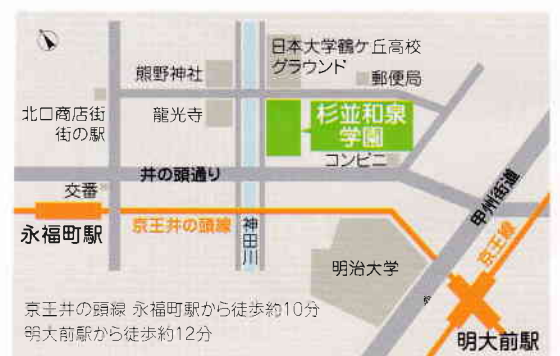 日本大学鶴ケ丘高校
グラウンド
熊野神社
郵便局
北口商店街
街の駅
龍光寺
杉並和泉
学園
コンビニ
井の頭通り
交番
永福町駅
京王井の頭線
神田川
甲州街道
京王線
明治大学
明大前駅
京王井の頭線 永福町駅から徒歩約10分
明大前駅から徒歩約12分